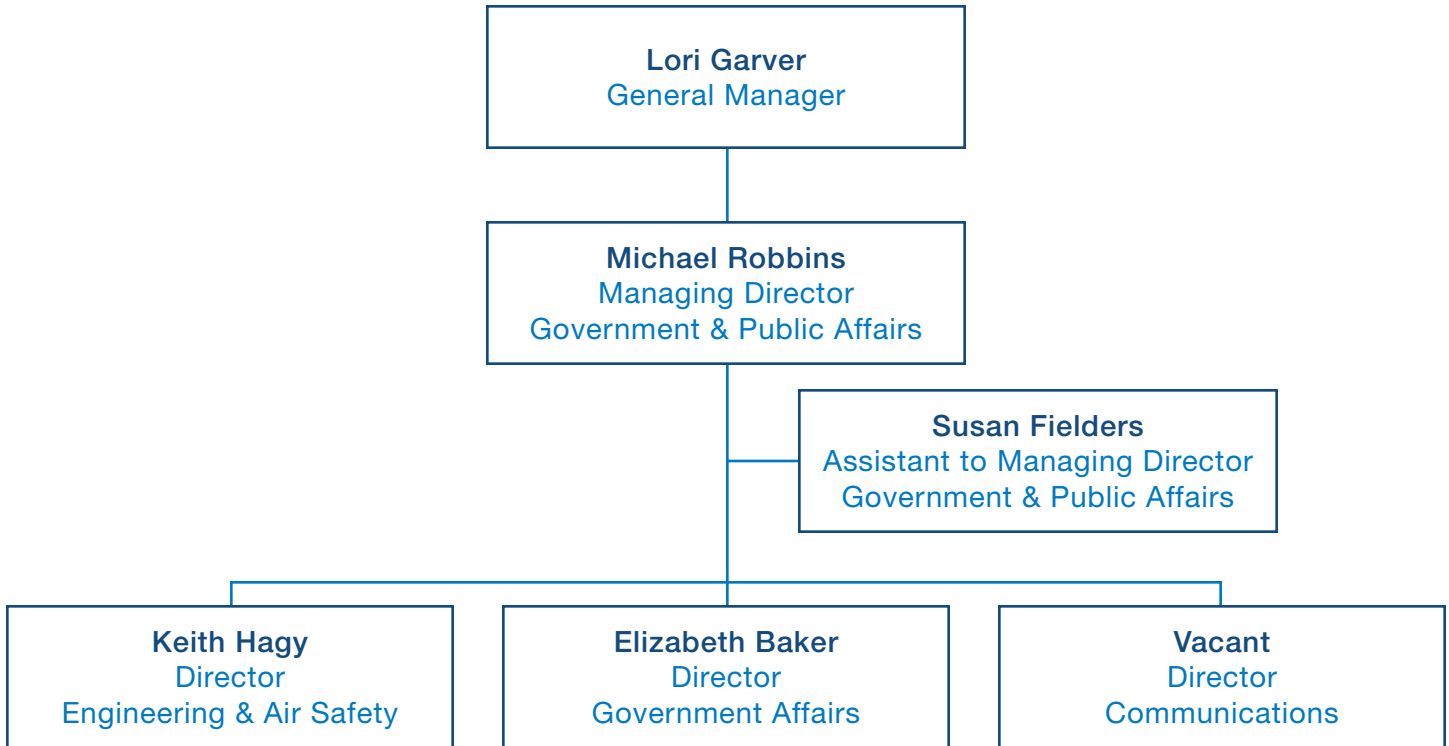 Lori Garver
General Manager
Michael Robbins
Managing Director
Government & Public Affairs
Susan Fielders
Assistant to Managing Director
Government & Public Affairs
Keith Hagy
Director
Engineering & Air Safety
Elizabeth Baker
Director
Government Affairs
Vacant
Director
Communications